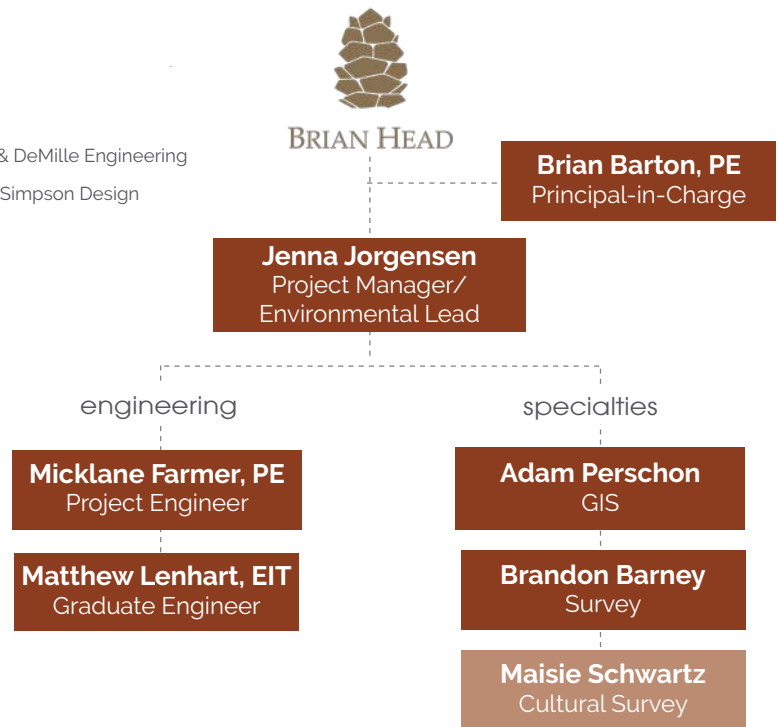 BRIAN HEAD
& DeMille Engineering
Simpson Design
Brian Barton, PE
Principal-in-Charge
Jenna Jorgensen
Project Manager/
Environmental Lead
engineering
specialties
Micklane Farmer, PE
Project Engineer
Matthew Lenhart, EIT
Graduate Engineer
Adam Perschon
GIS
Brandon Barney
Survey
Maisie Schwartz
Cultural Survey